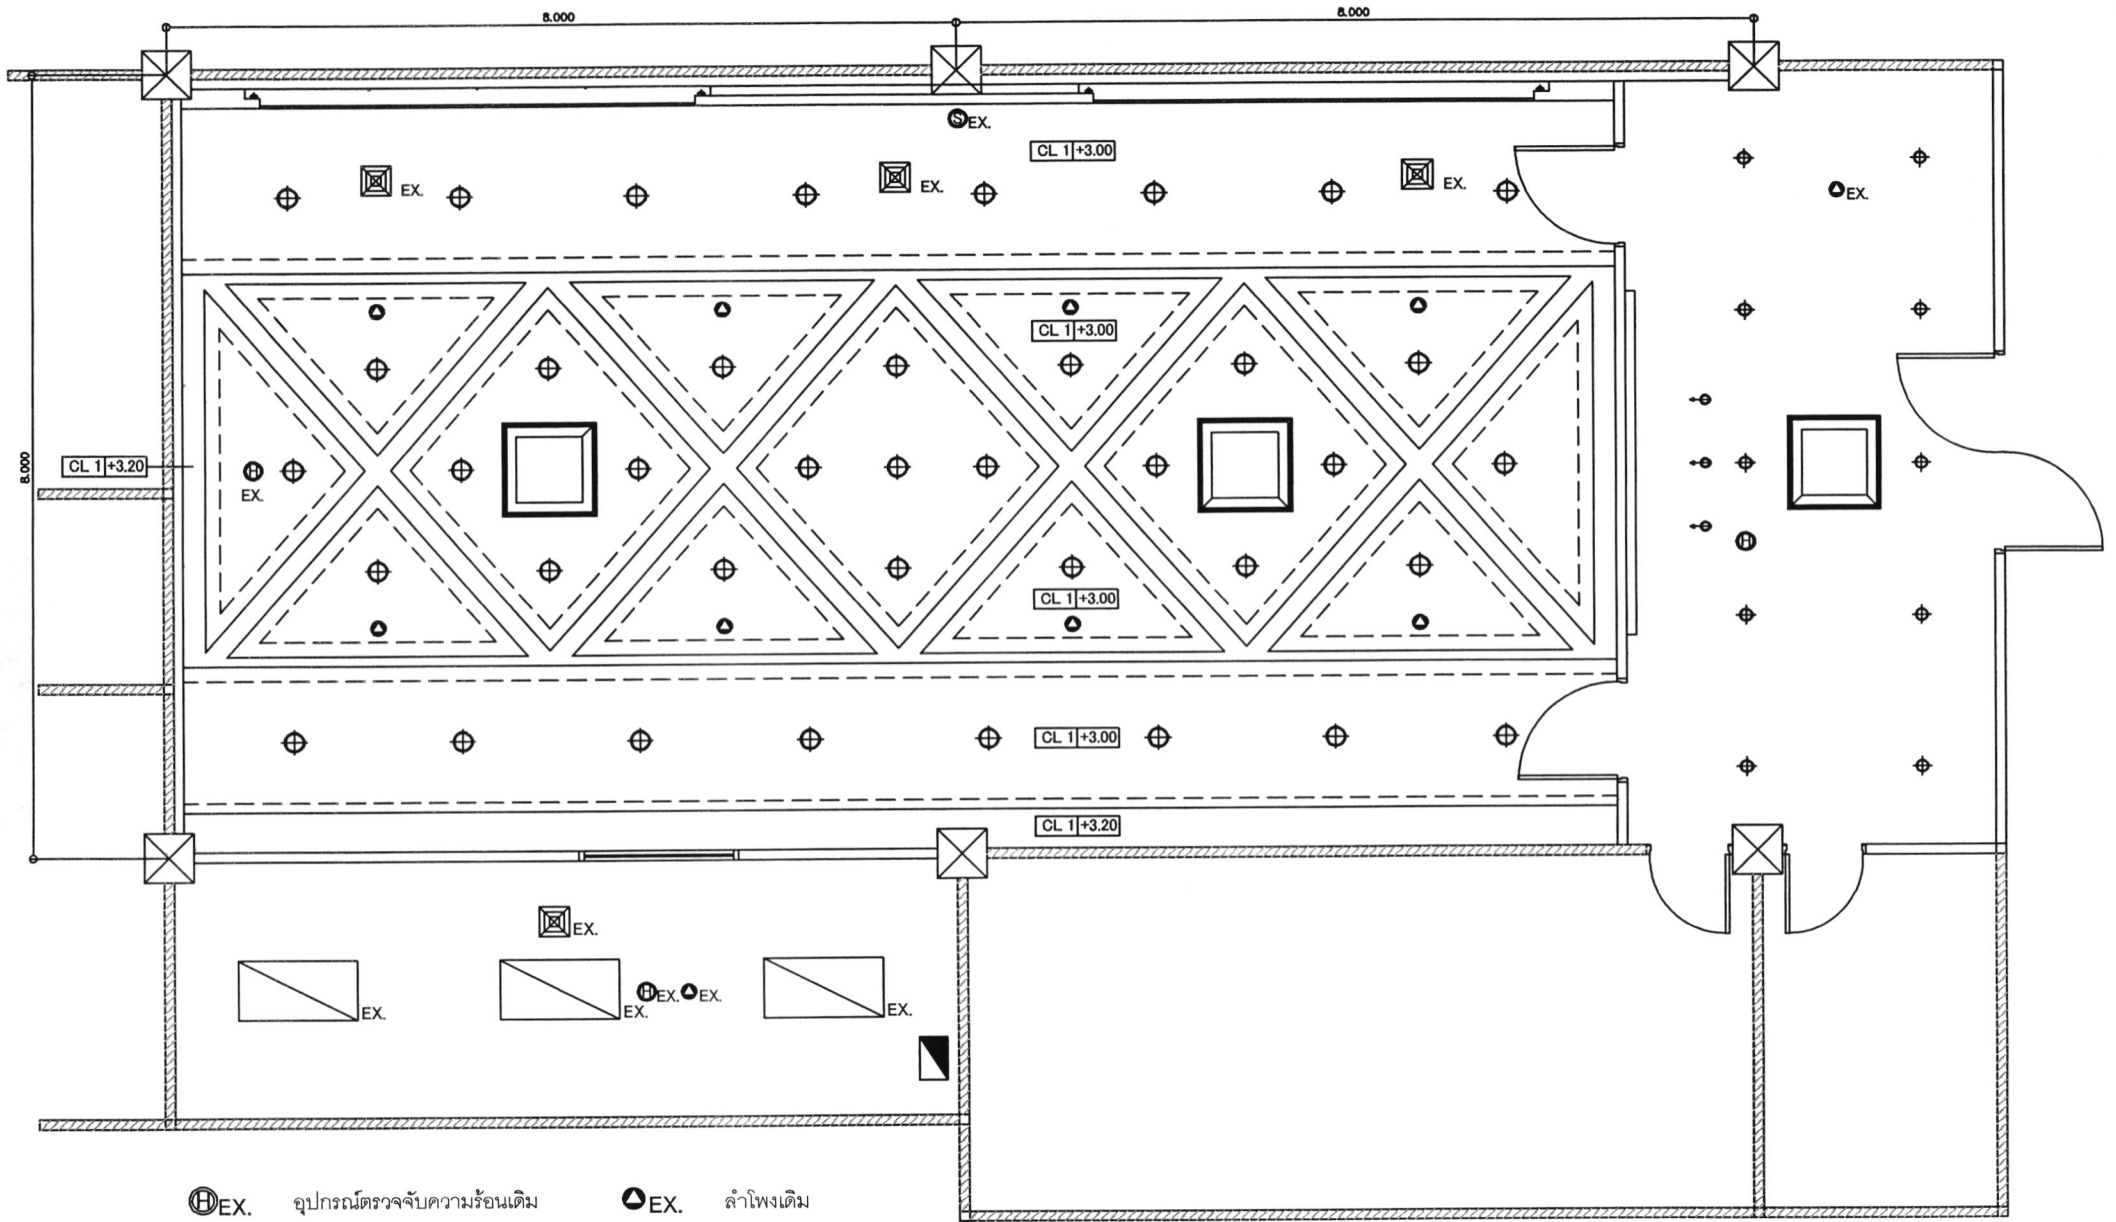 8.000 8.000
EX.
CL 1 +3.00
EX. EX. EX. EX.
CL 1 +3.00
8.000
CL 1 +3.20
H
EX.
H
CL 1 +3.00
CL 1 +3.00
CL 1 +3.20
EX.
H EX. EX.
EX. EX. EX.
H EX. อุปกรณ์ตรวจจับความร้อนเดิม EX. ลำโพงเดิม